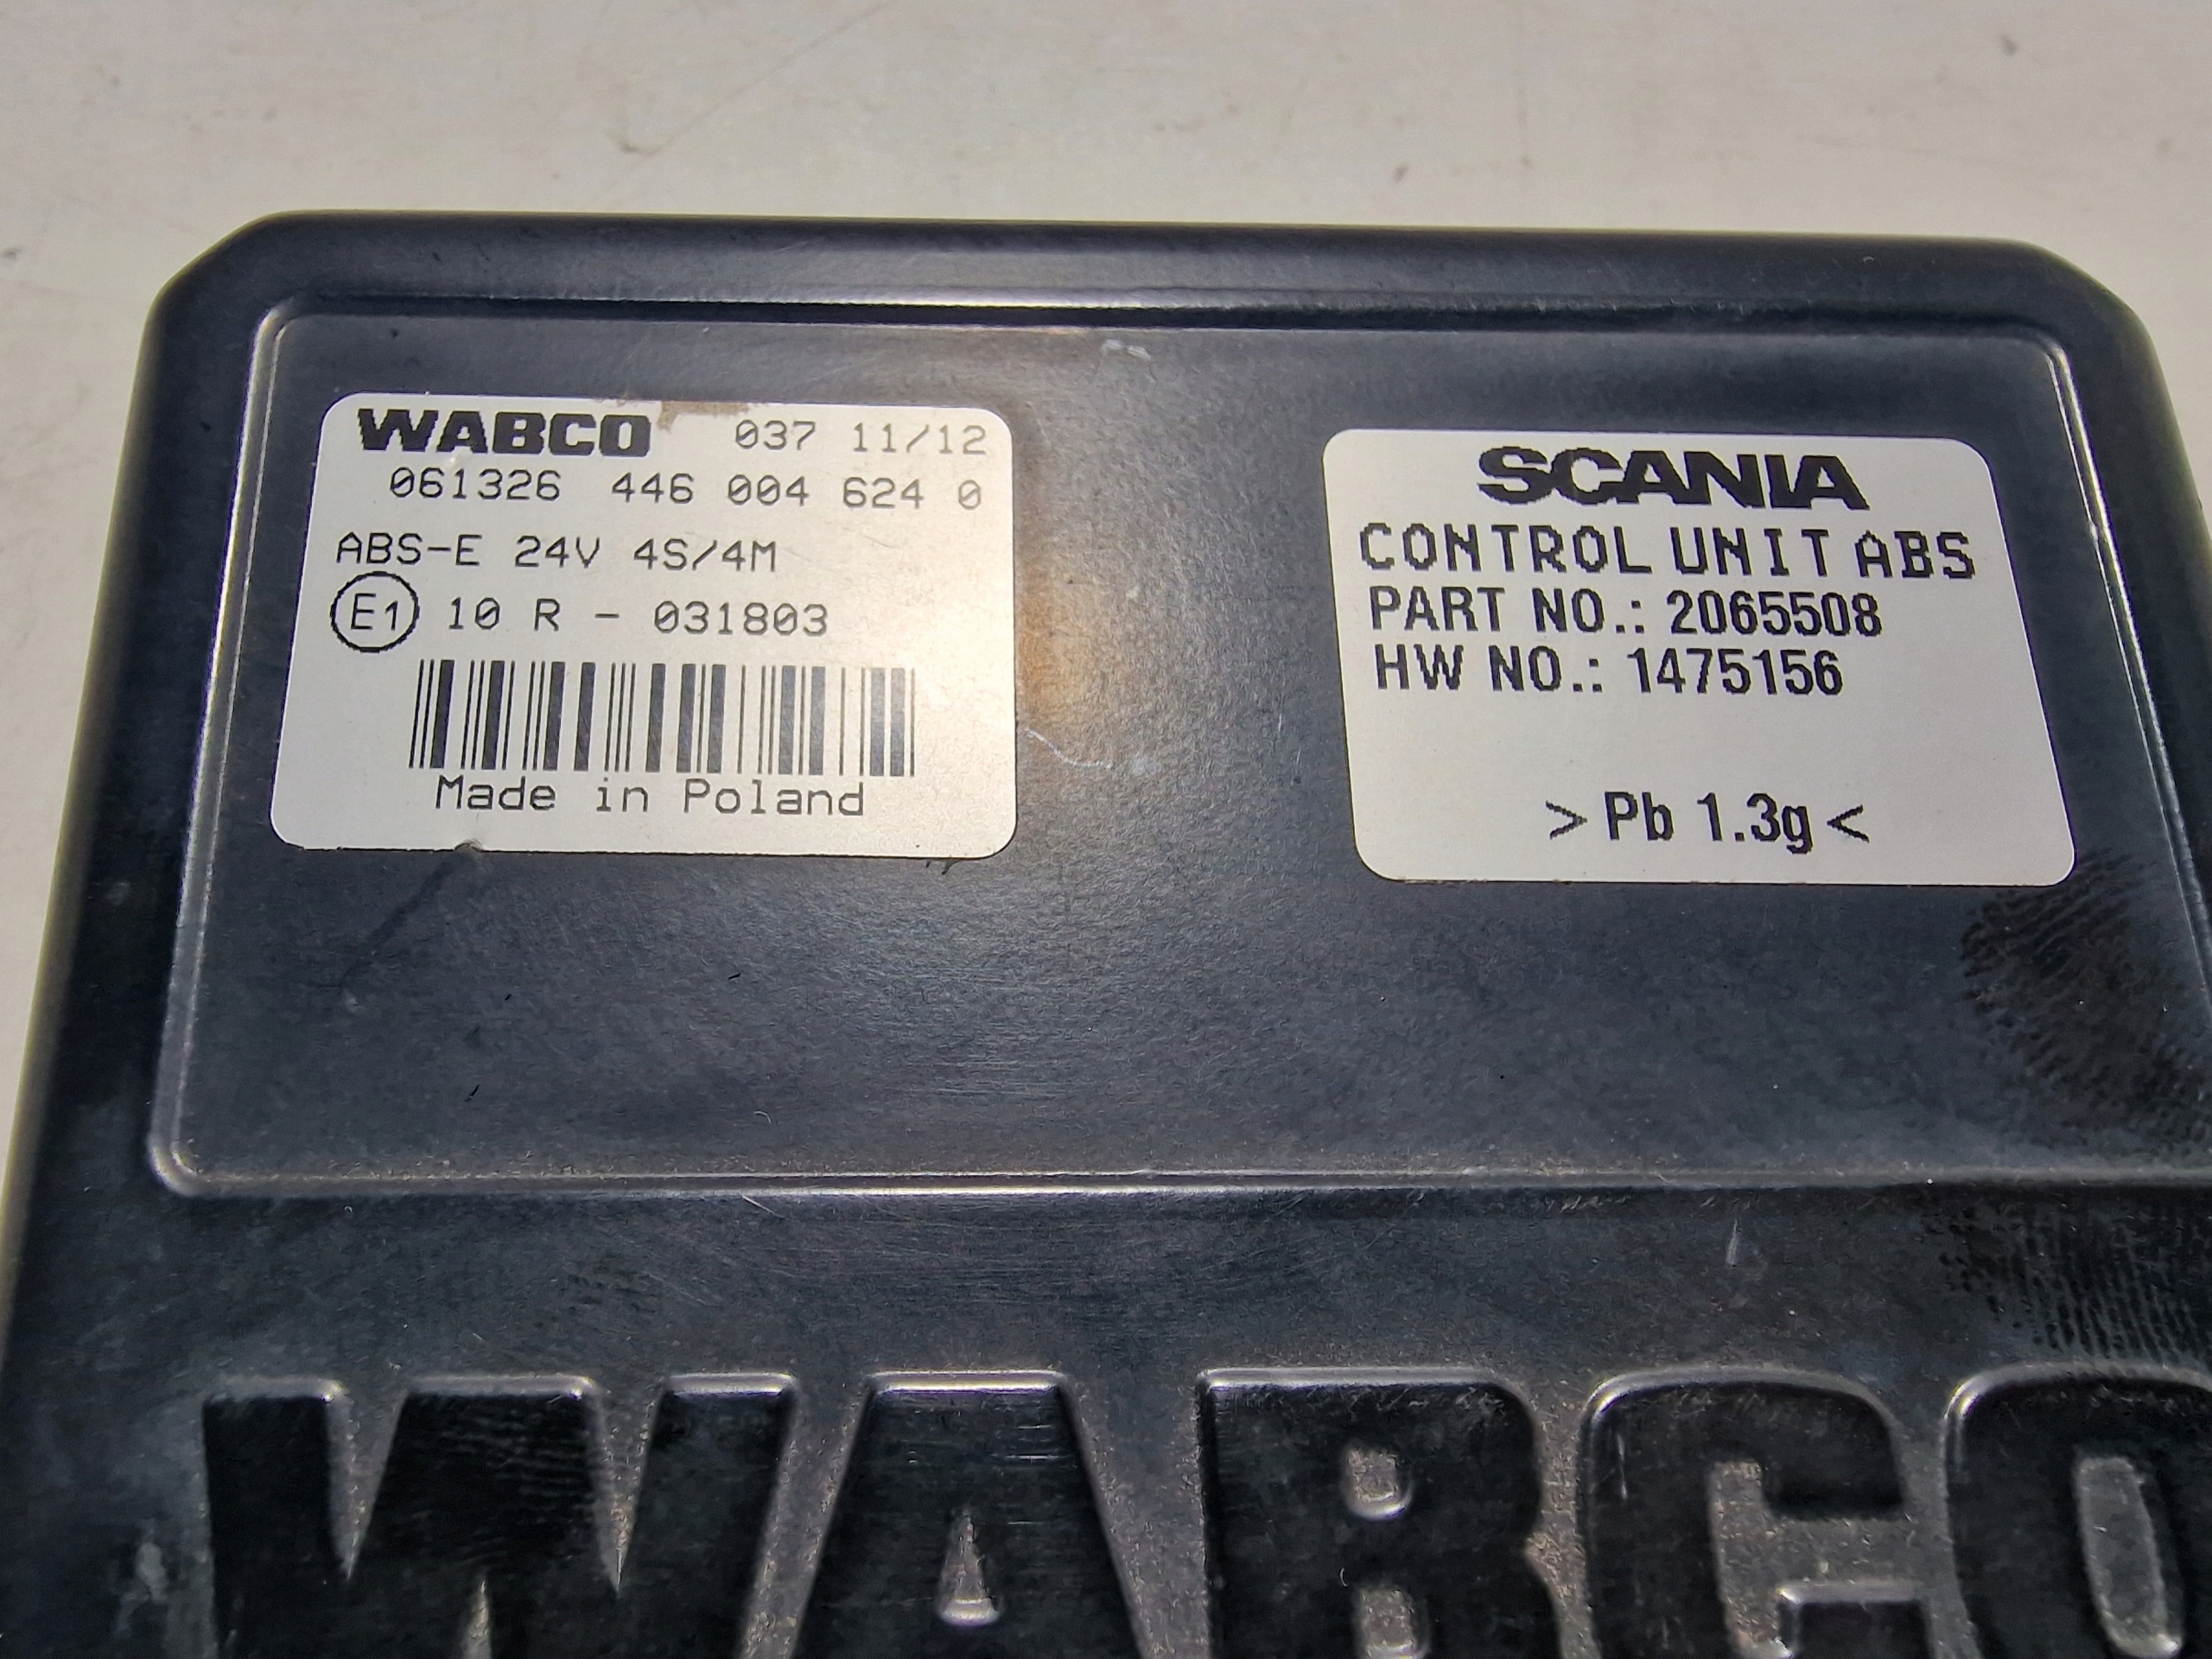 WABCO 037 11/12
061326 446 004 624 0
ABS-E 24V 4S/4M
E1 10 R - 031803
Made in Poland
SCANIA
CONTROL UNIT ABS
PART NO.: 2065508
HW NO.: 1475156
> Pb 1.3g <
WABCO